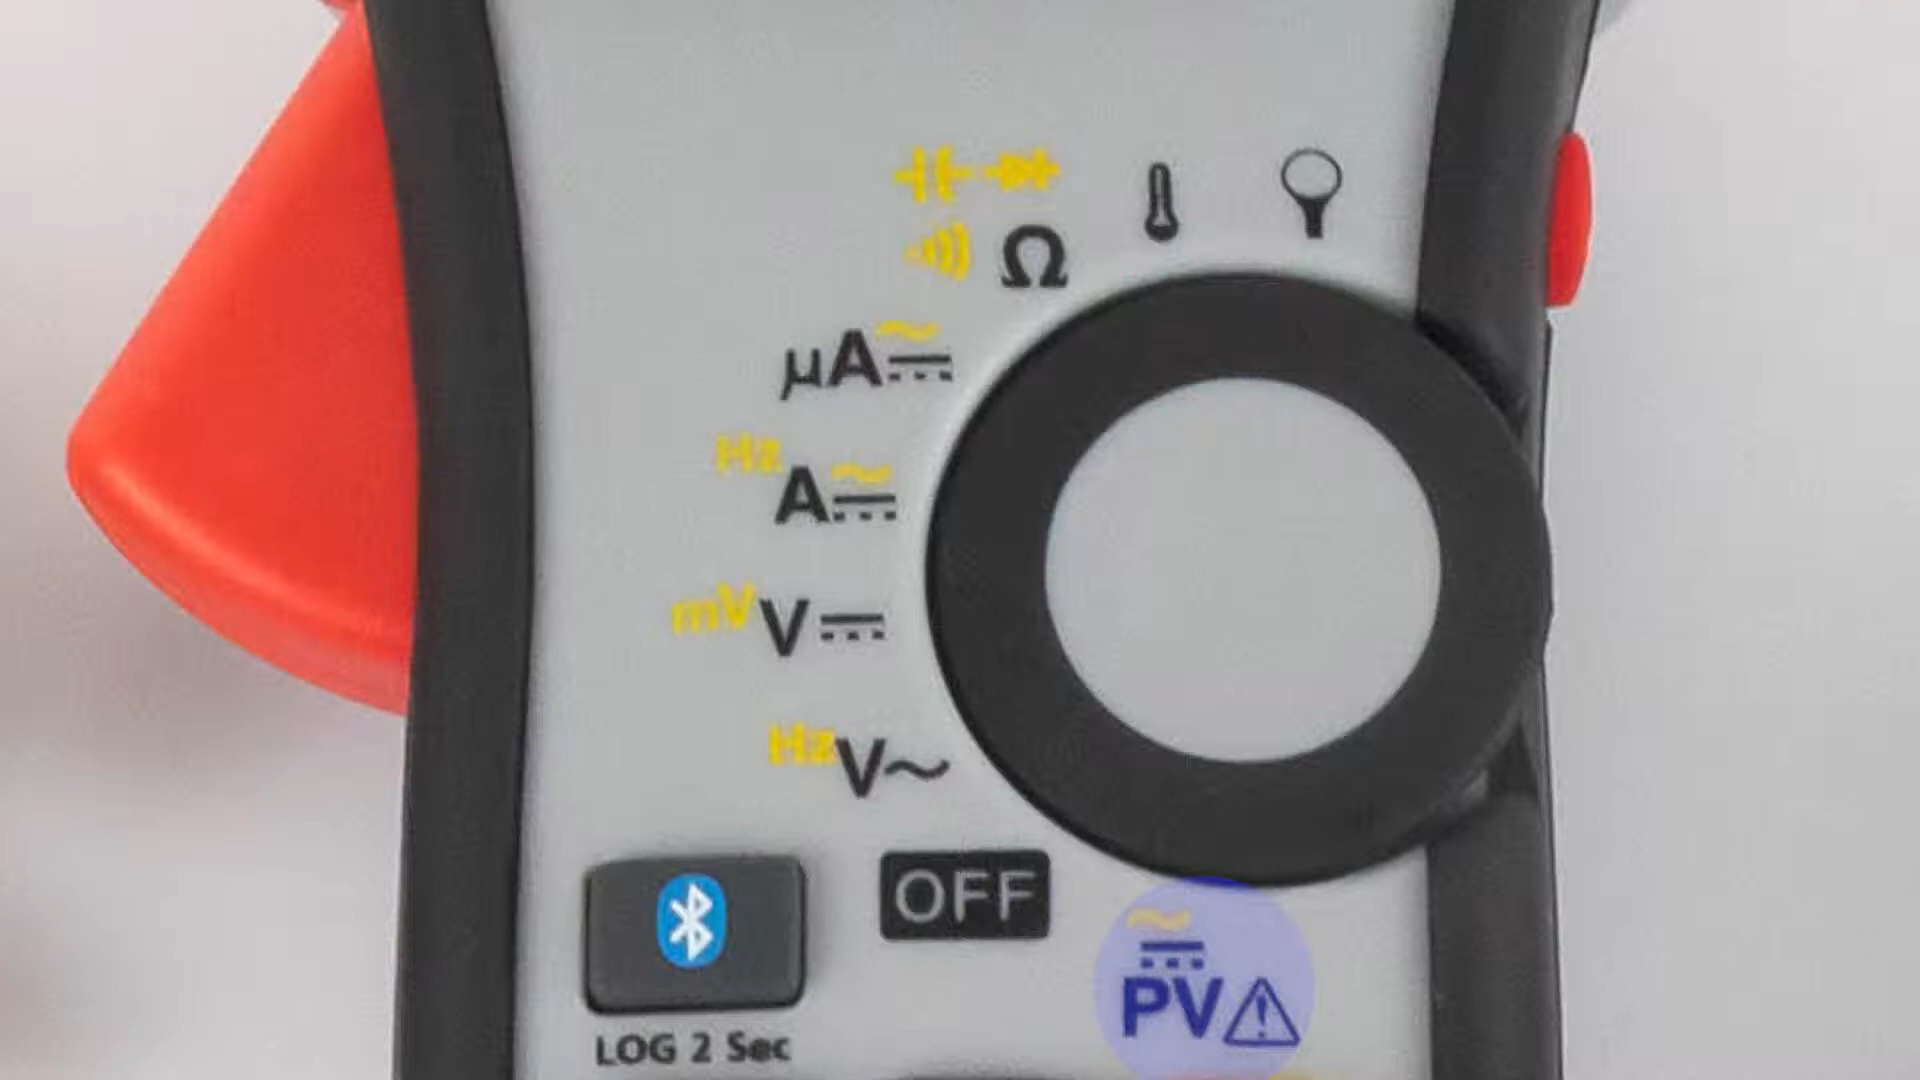 Ω
µA
Hz A
mV V
Hz V~
OFF
LOG 2 Sec
PV